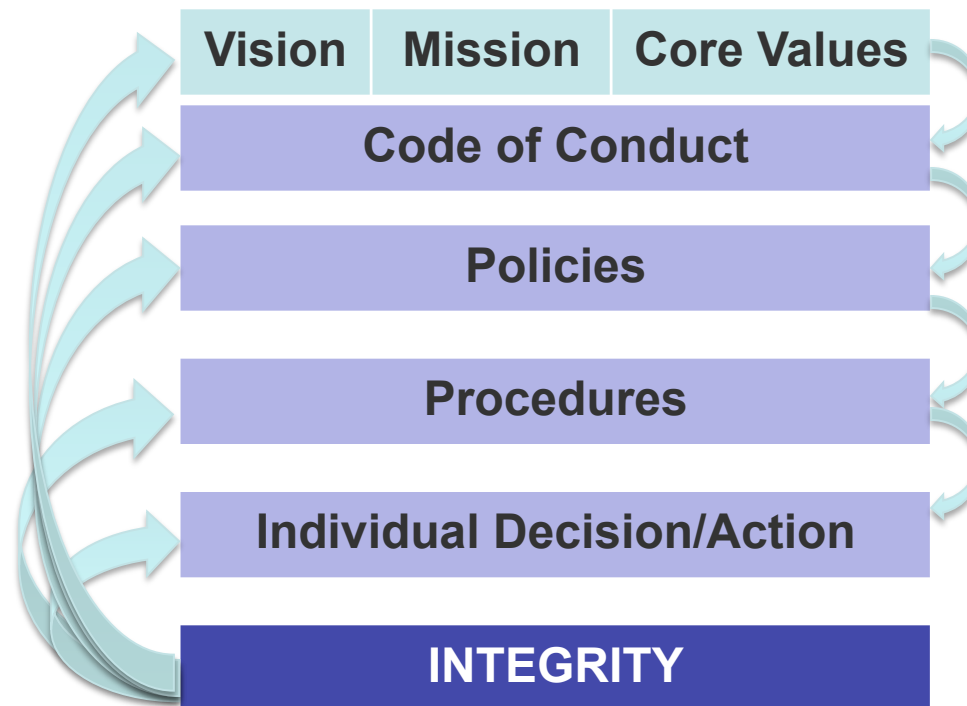 Vision Mission Core Values
Code of Conduct
Policies
Procedures
Individual Decision/Action
INTEGRITY